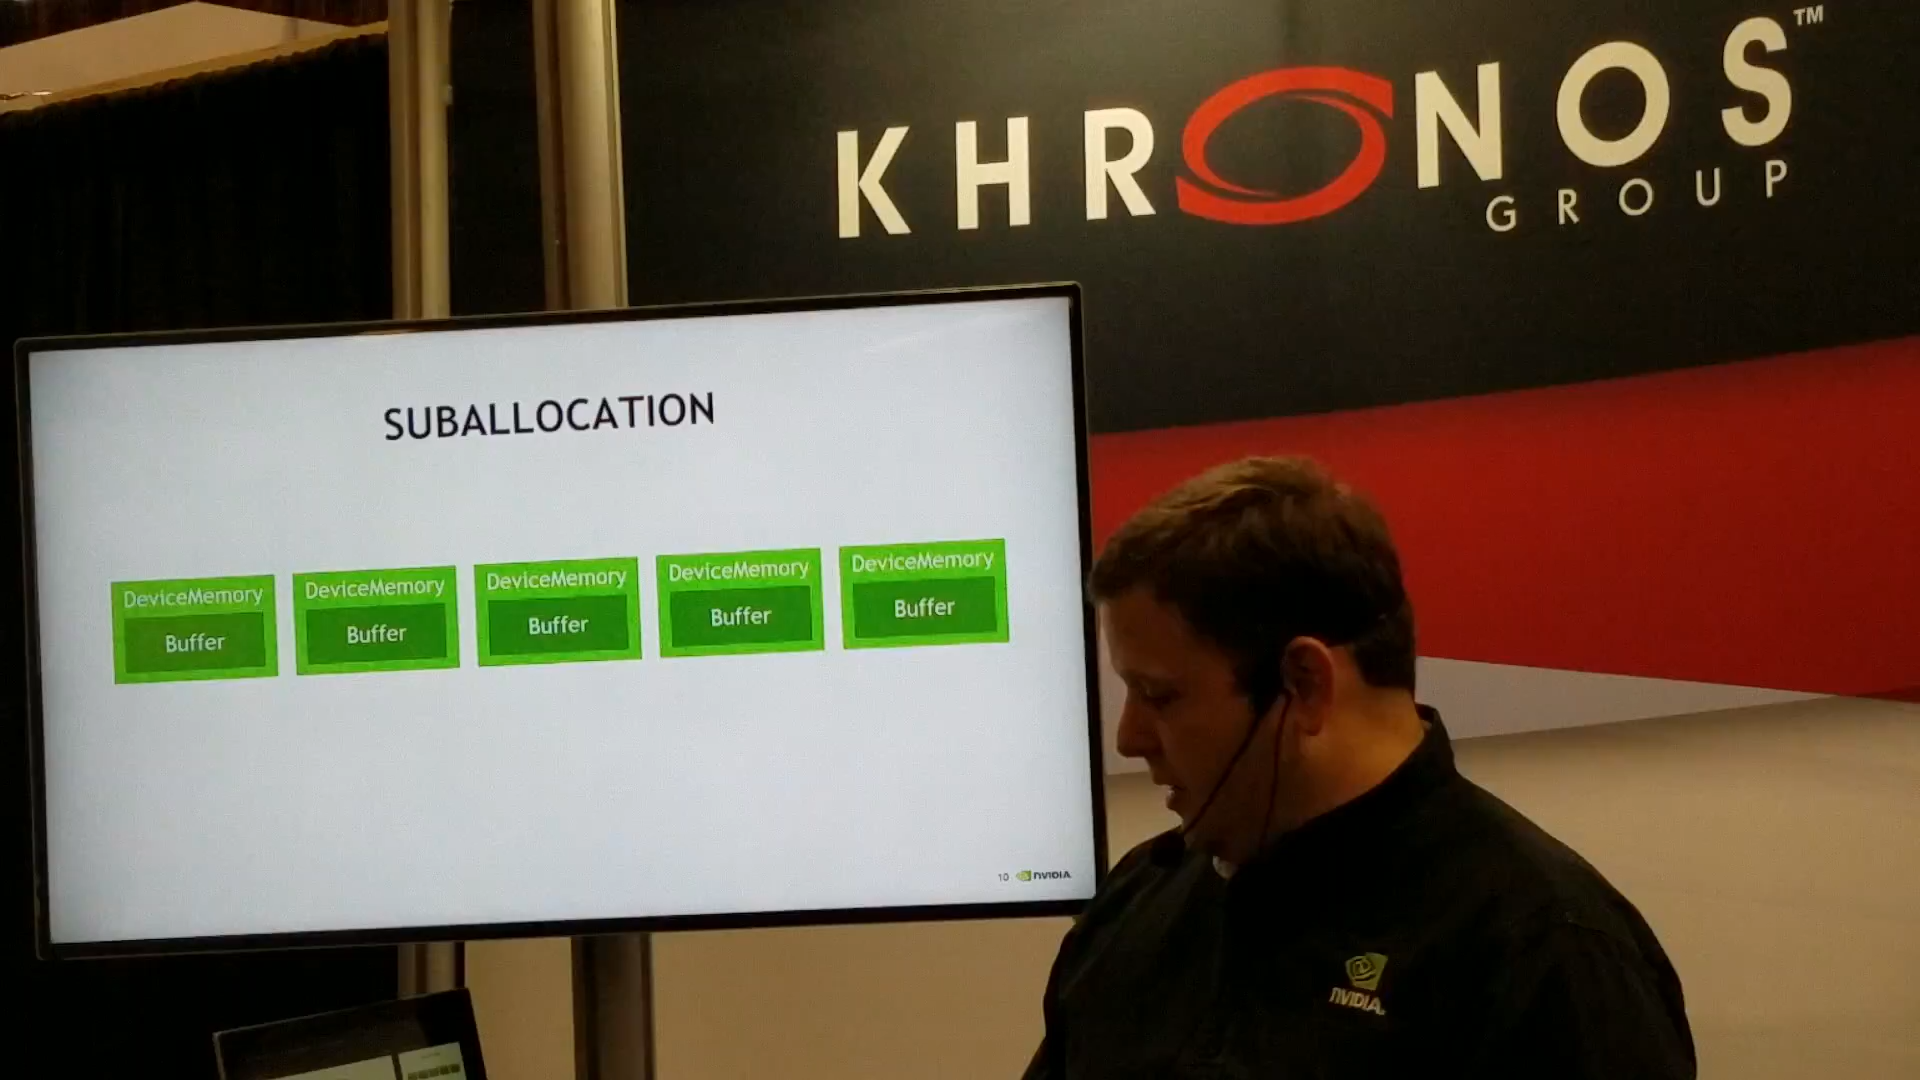 KHRONOS™
GROUP
SUBALLOCATION
DeviceMemory DeviceMemory DeviceMemory DeviceMemory DeviceMemory
Buffer Buffer Buffer Buffer Buffer
10 NVIDIA
NVIDIA